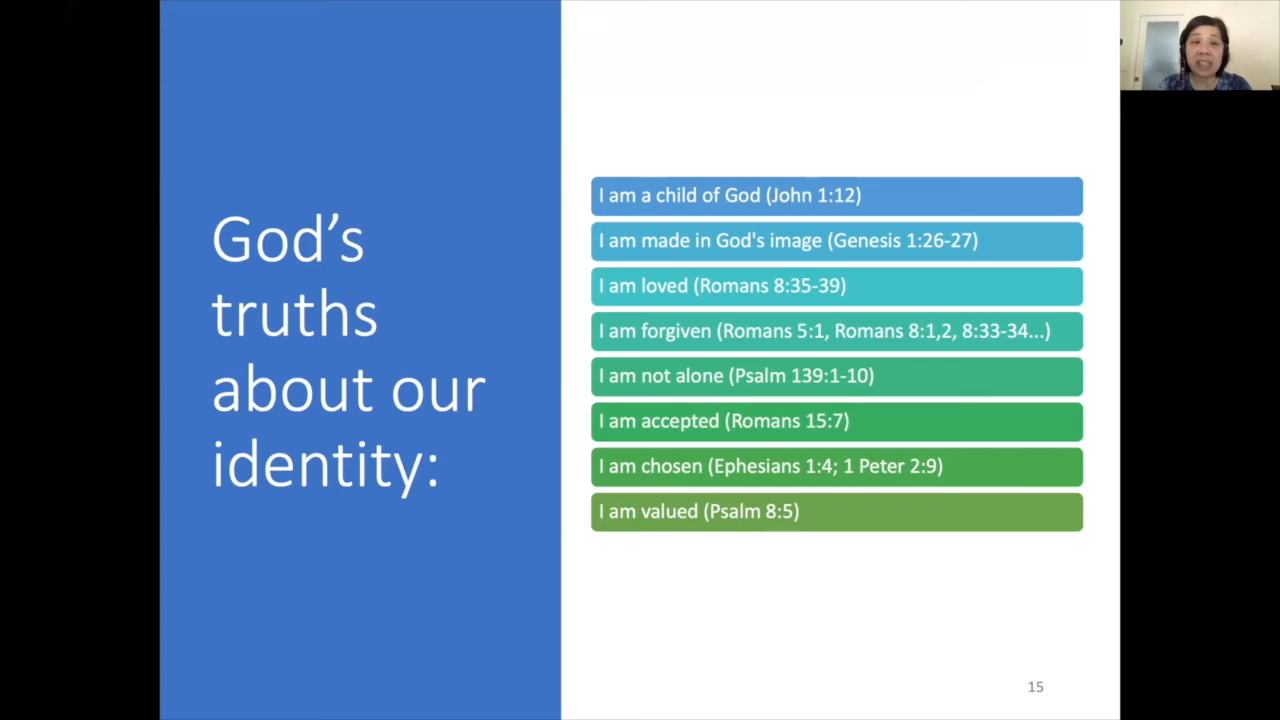 God’s
truths
about our
identity:
I am a child of God (John 1:12)
I am made in God's image (Genesis 1:26-27)
I am loved (Romans 8:35-39)
I am forgiven (Romans 5:1, Romans 8:1,2, 8:33-34...)
I am not alone (Psalm 139:1-10)
I am accepted (Romans 15:7)
I am chosen (Ephesians 1:4; 1 Peter 2:9)
I am valued (Psalm 8:5)
15